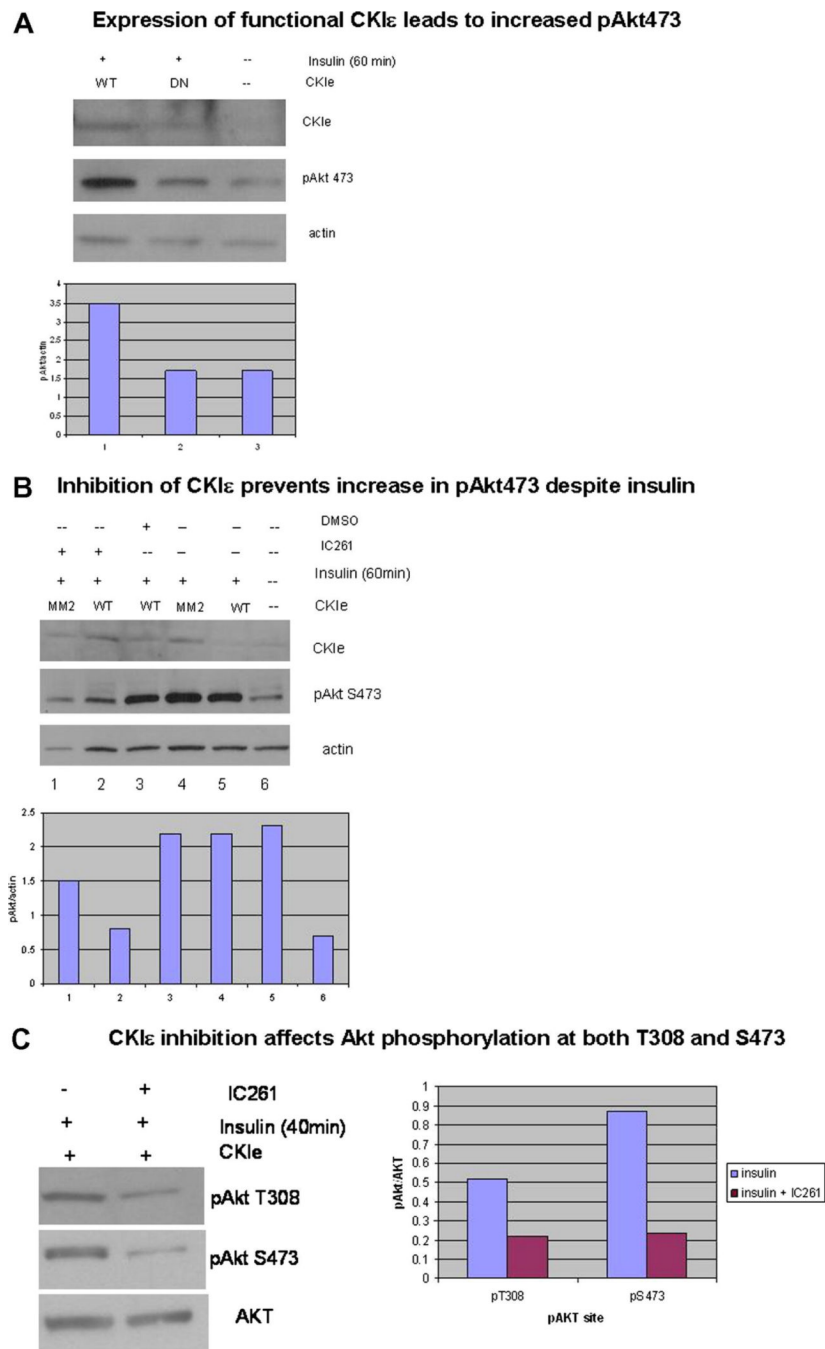 A Expression of functional CKIε leads to increased pAkt473
+ + -- Insulin (60 min)
WT DN -- CKIe
CKIe
pAkt 473
actin
4
3.5
3
2.5
2
1.5
1
0.5
0
pAkt/actin
1 2 3
B Inhibition of CKIε prevents increase in pAkt473 despite insulin
-- -- + – – -- DMSO
+ + -- – – -- IC261
+ + + + + -- Insulin (60min)
MM2 WT WT MM2 WT -- CKIe
CKIe
pAkt S473
actin
1 2 3 4 5 6
2.5
2
1.5
1
0.5
0
pAkt/actin
1 2 3 4 5 6
C CKIε inhibition affects Akt phosphorylation at both T308 and S473
- + IC261
+ + Insulin (40min)
+ + CKIe
pAkt T308
pAkt S473
AKT
1
0.9
0.8
0.7
0.6
0.5
0.4
0.3
0.2
0.1
0
pAkt/AKT
pT308 pS473
pAKT site
insulin
insulin + IC261